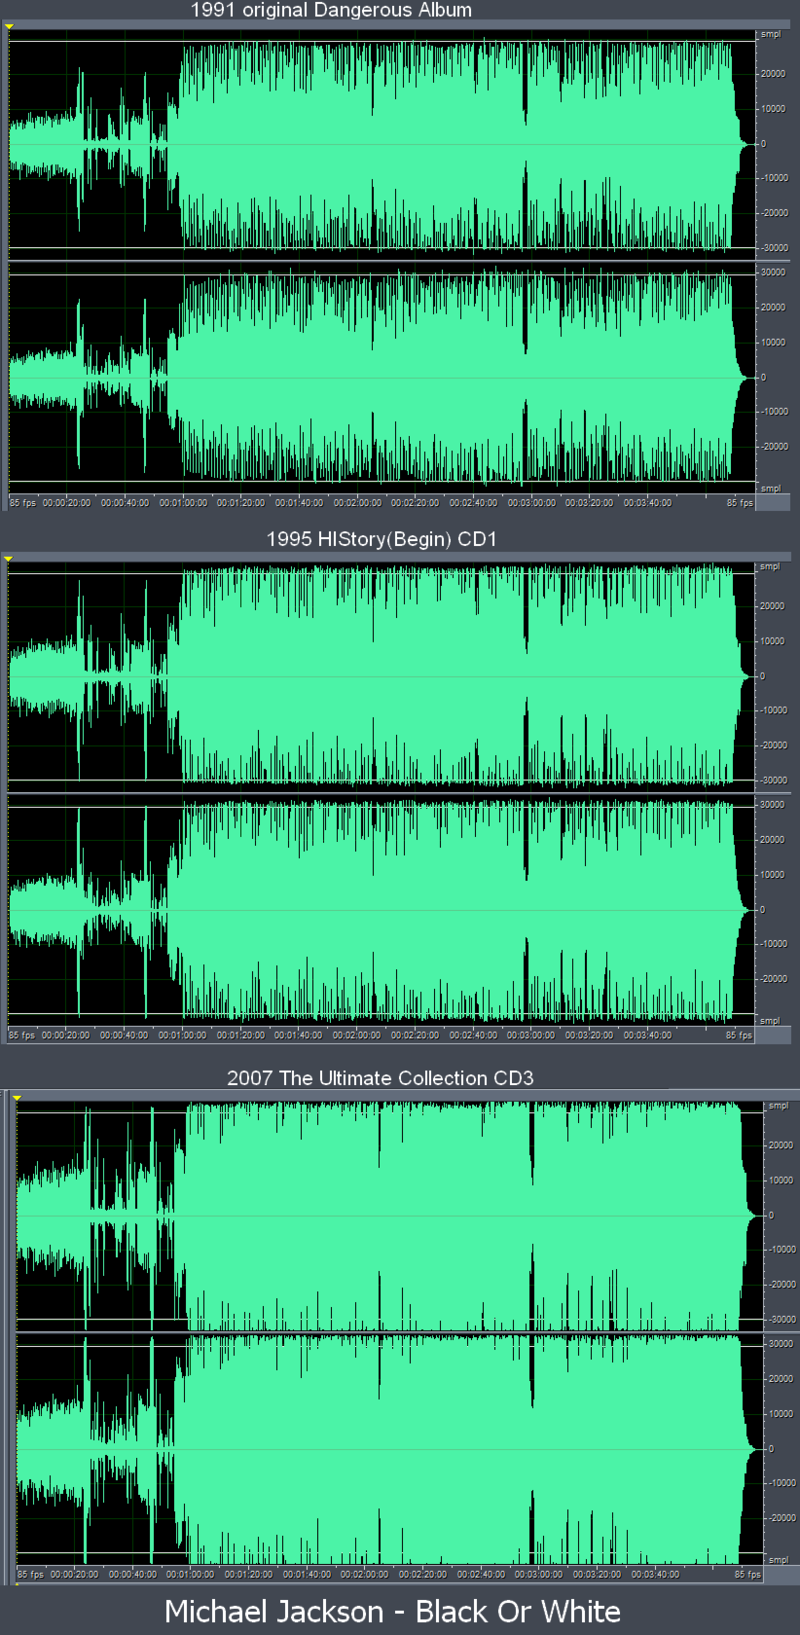 1991 original Dangerous Album
smpl
20000
10000
0
-10000
-20000
-30000
30000
20000
10000
0
-10000
-20000
smpl
85 fps 00:00:20:00 00:00:40:00 00:01:00:00 00:01:20:00 00:01:40:00 00:02:00:00 00:02:20:00 00:02:40:00 00:03:00:00 00:03:20:00 00:03:40:00 85 fps
1995 HIStory(Begin) CD1
smpl
20000
10000
0
-10000
-20000
-30000
30000
20000
10000
0
-10000
-20000
smpl
85 fps 00:00:20:00 00:00:40:00 00:01:00:00 00:01:20:00 00:01:40:00 00:02:00:00 00:02:20:00 00:02:40:00 00:03:00:00 00:03:20:00 00:03:40:00 85 fps
2007 The Ultimate Collection CD3
smpl
20000
10000
0
-10000
-20000
-30000
30000
20000
10000
0
-10000
-20000
smpl
85 fps 00:00:20:00 00:00:40:00 00:01:00:00 00:01:20:00 00:01:40:00 00:02:00:00 00:02:20:00 00:02:40:00 00:03:00:00 00:03:20:00 00:03:40:00 85 fps
Michael Jackson - Black Or White